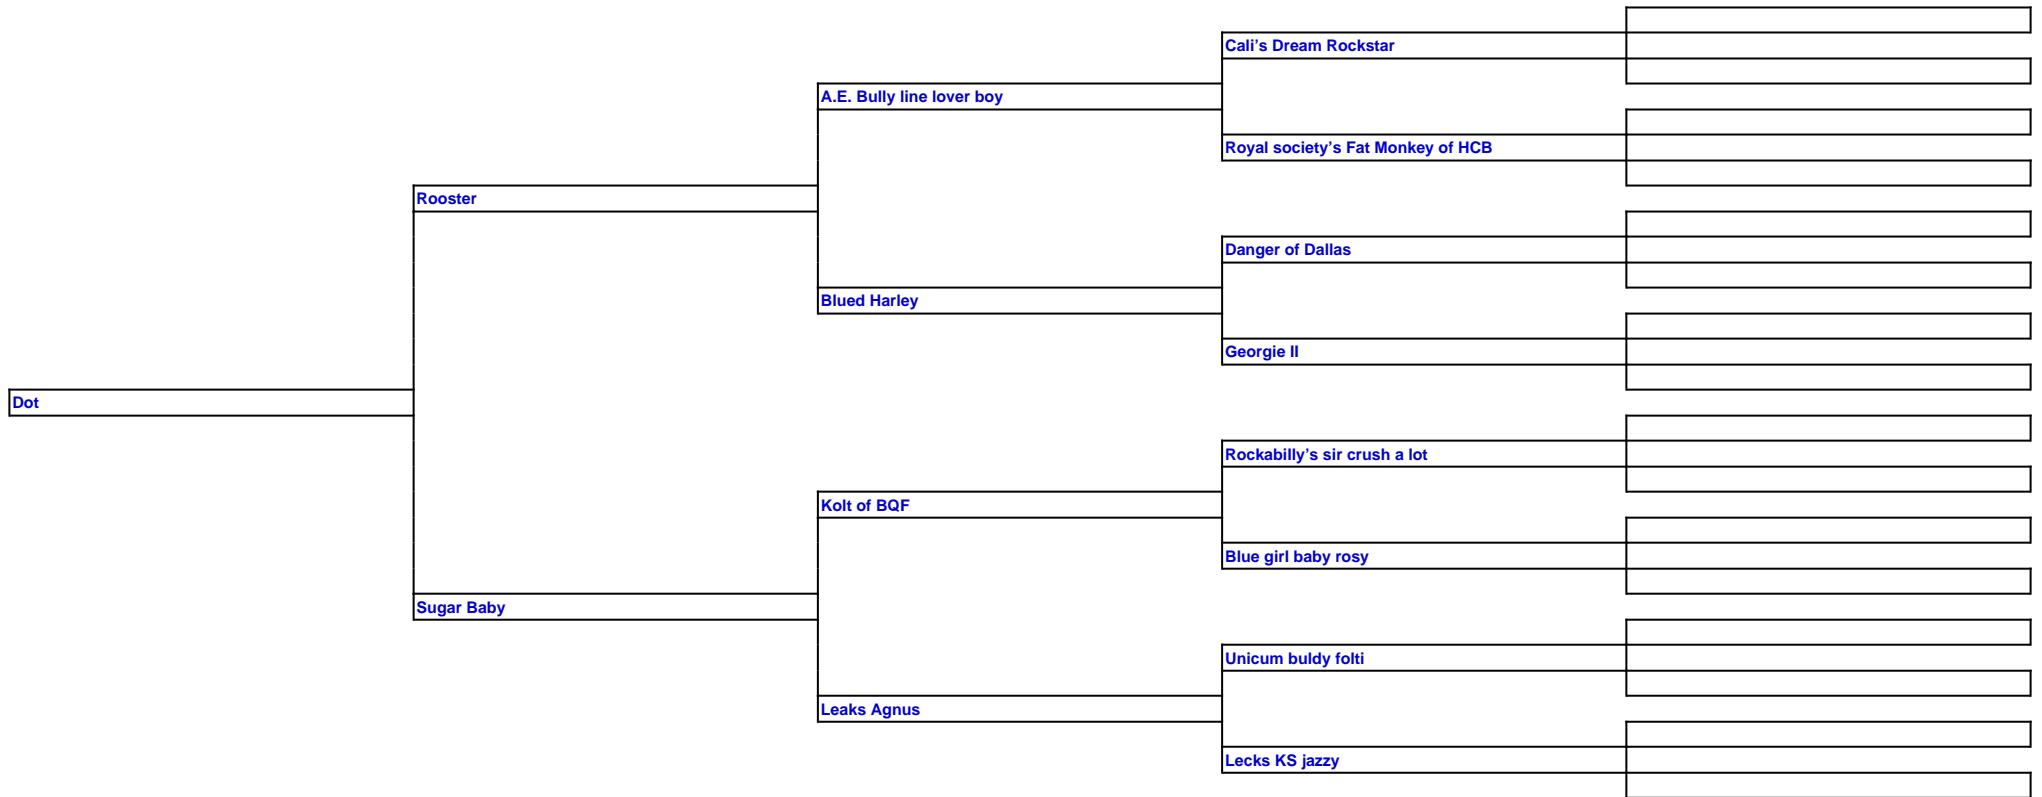 Cali’s Dream Rockstar
A.E. Bully line lover boy
Royal society’s Fat Monkey of HCB
Rooster
Danger of Dallas
Blued Harley
Georgie II
Dot
Rockabilly’s sir crush a lot
Kolt of BQF
Blue girl baby rosy
Sugar Baby
Unicum buldy folti
Leaks Agnus
Lecks KS jazzy